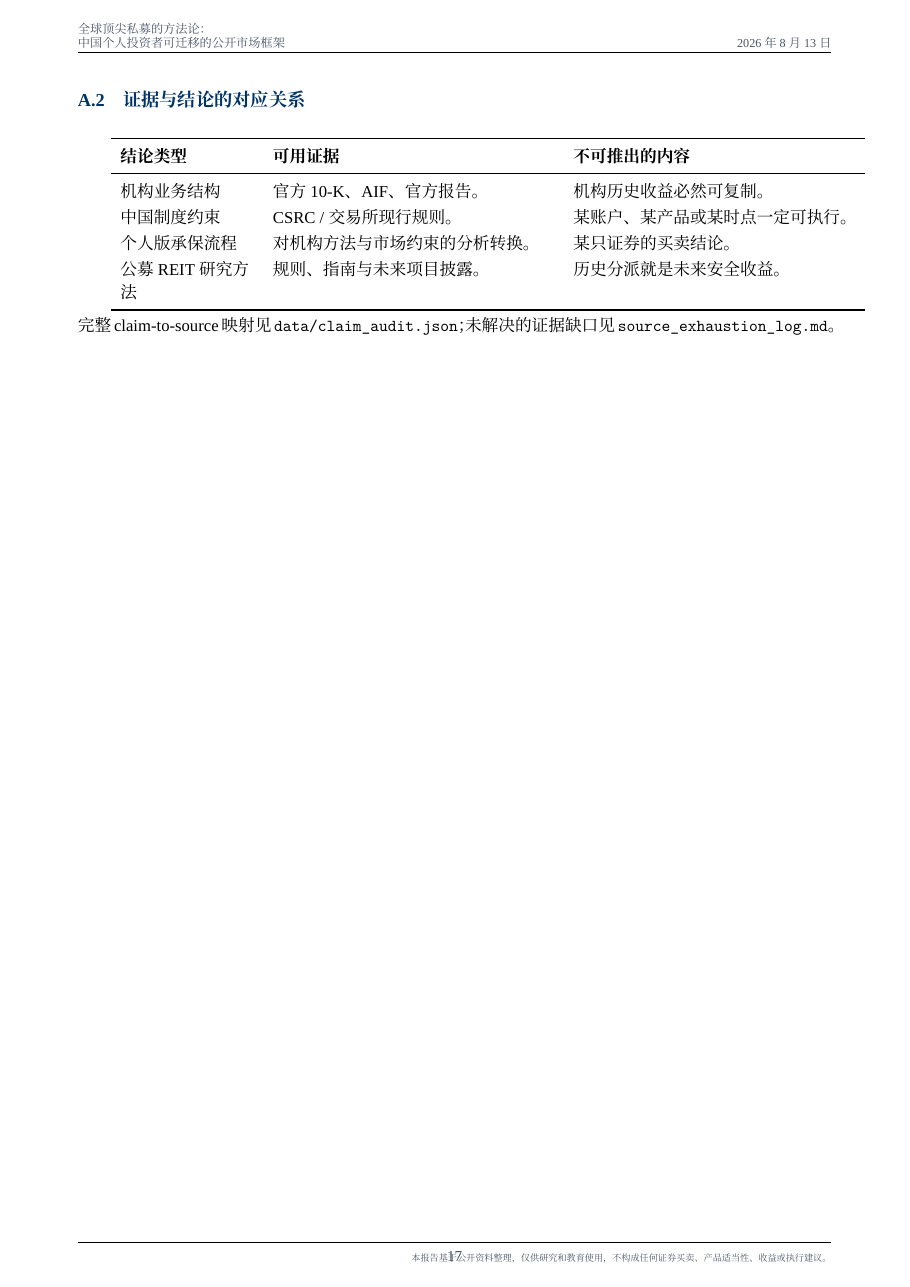 全球顶尖私募的方法论：
中国个人投资者可迁移的公开市场框架 2026 年 8 月 13 日
A.2 证据与结论的对应关系
结论类型 可用证据 不可推出的内容
机构业务结构 官方 10-K、AIF、官方报告。 机构历史收益必然可复制。
中国制度约束 CSRC / 交易所现行规则。 某账户、某产品或某时点一定可执行。
个人版承保流程 对机构方法与市场约束的分析转换。 某只证券的买卖结论。
公募 REIT 研究方 规则、指南与未来项目披露。 历史分派就是未来安全收益。
法
完整 claim-to-source 映射见 data/claim_audit.json；未解决的证据缺口见 source_exhaustion_log.md。
17
本报告基于公开资料整理，仅供研究和教育使用，不构成任何证券买卖、产品适当性、收益或执行建议。